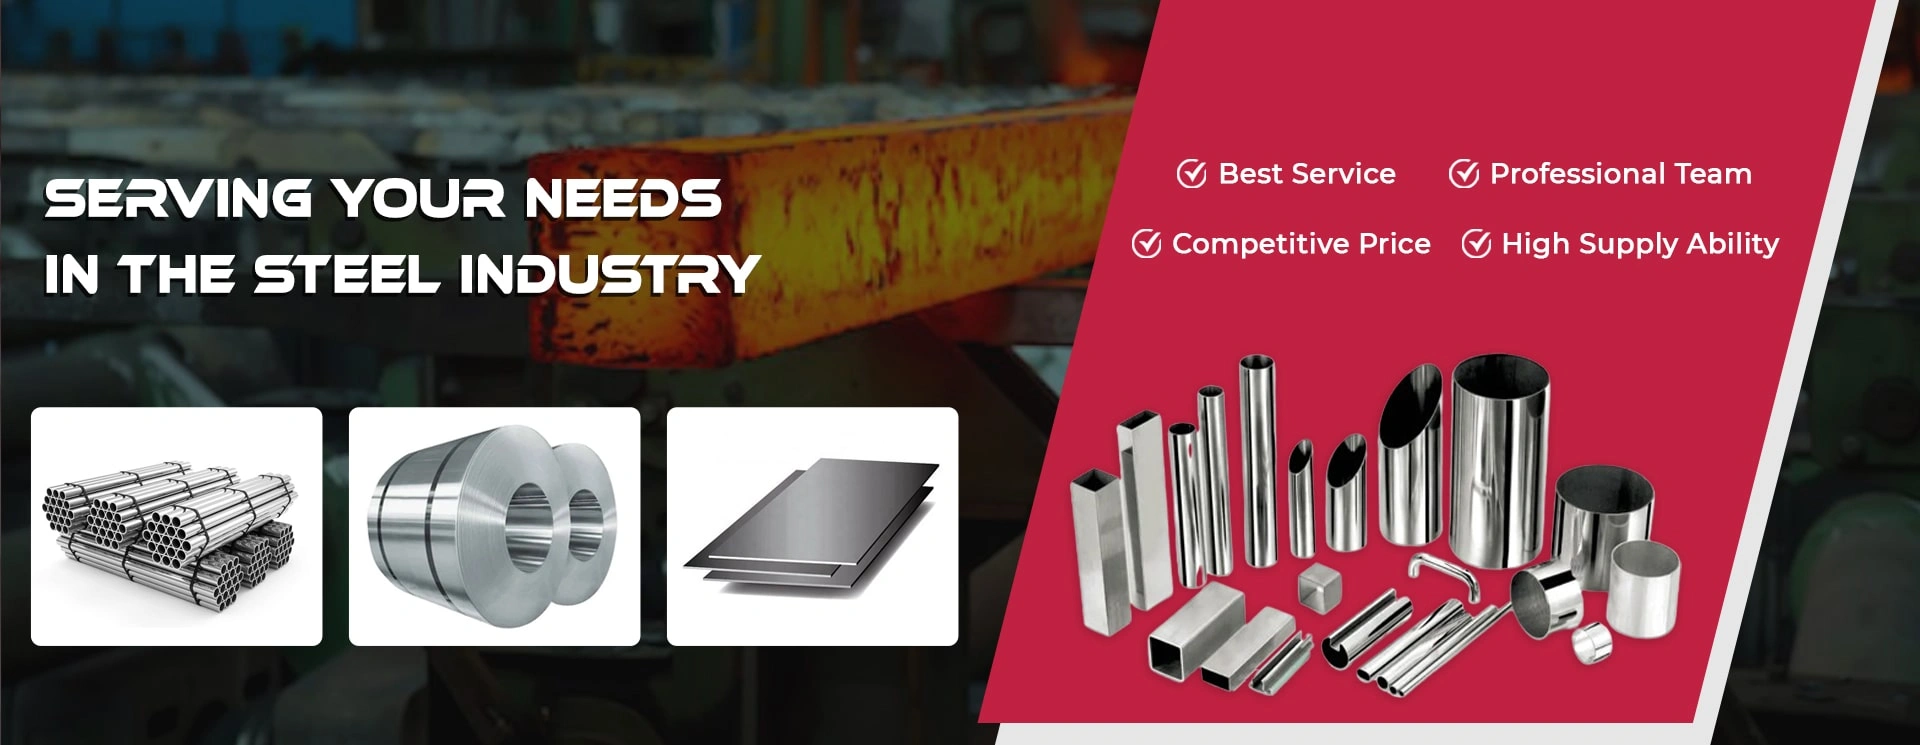 SERVING YOUR NEEDS
IN THE STEEL INDUSTRY
Best Service
Professional Team
Competitive Price
High Supply Ability